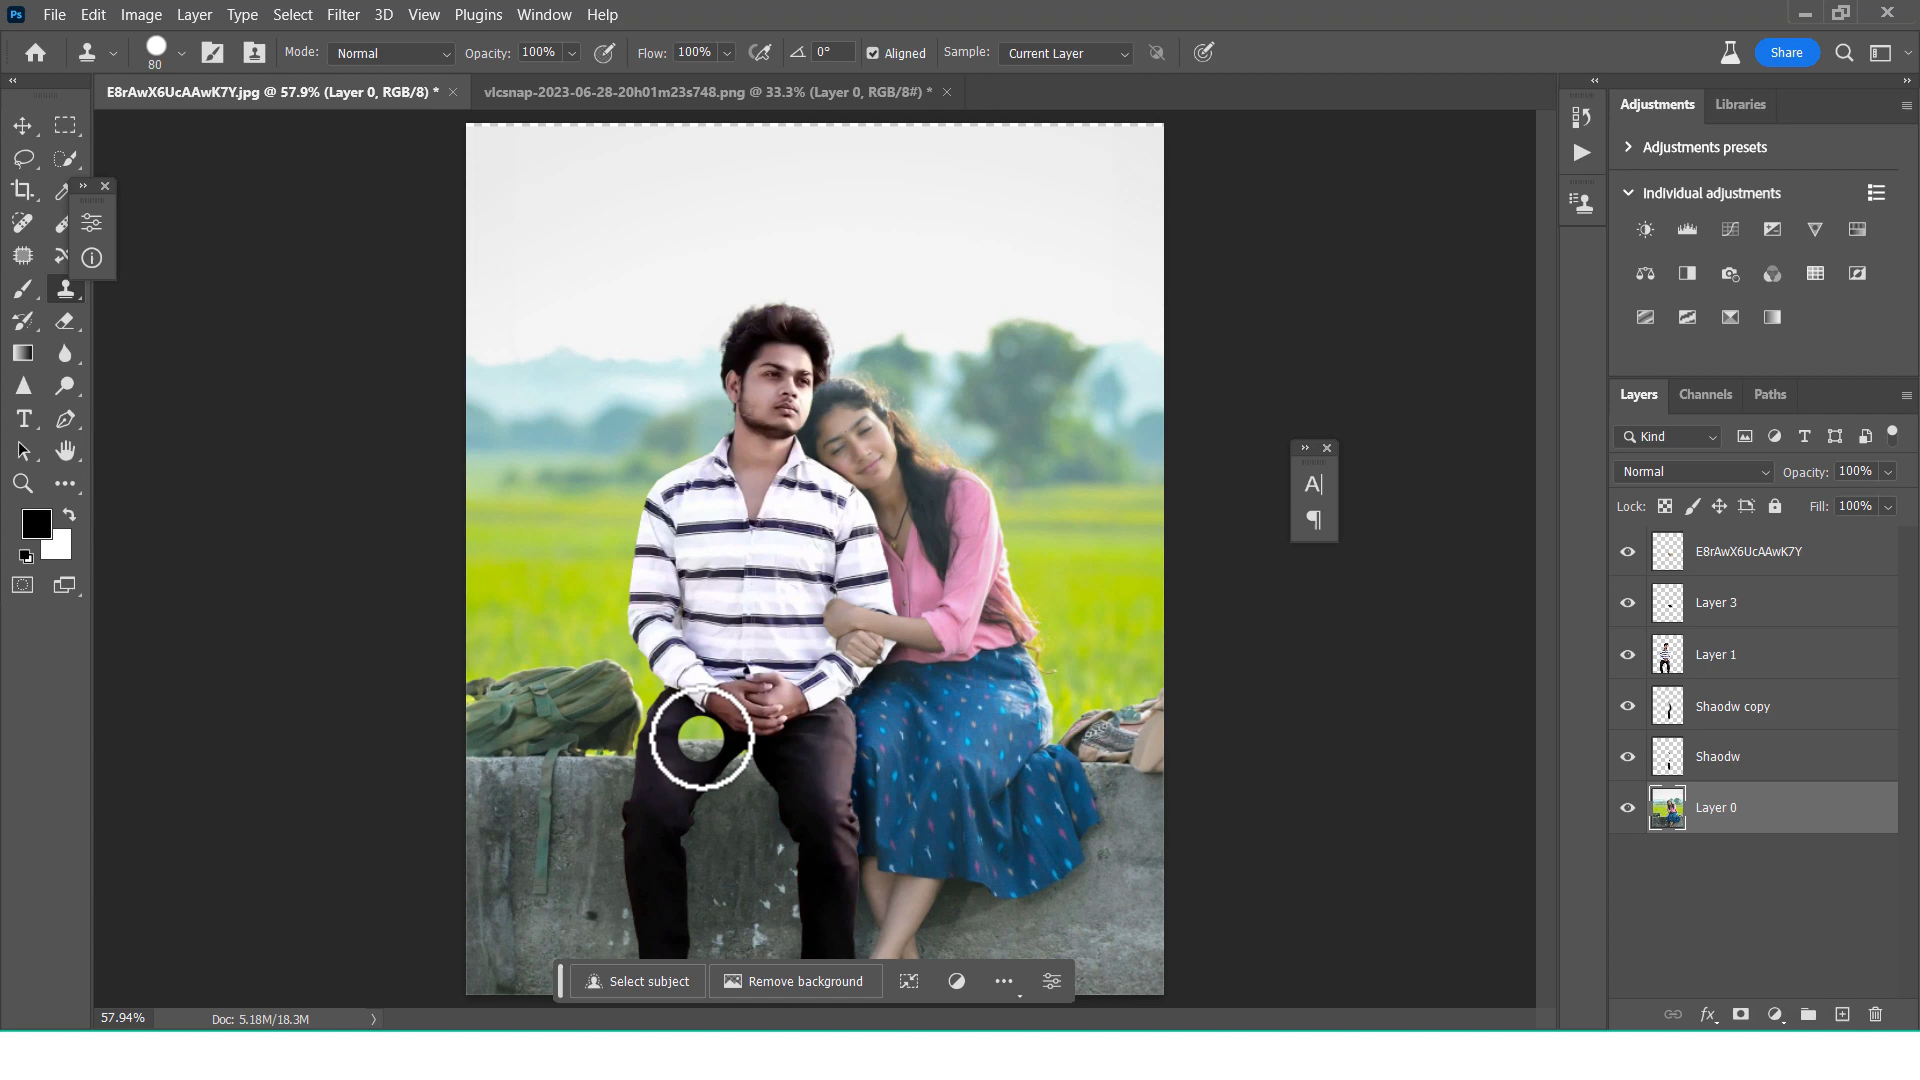 Ps File Edit Image Layer Type Select Filter 3D View Plugins Window Help
80 Mode: Normal Opacity: 100% Flow: 100% 0° Aligned Sample: Current Layer Share
E8rAwX6UcAAwK7Y.jpg @ 57.9% (Layer 0, RGB/8) * vlcsnap-2023-06-28-20h01m23s748.png @ 33.3% (Layer 0, RGB/8#) *
Adjustments Libraries
Adjustments presets
Individual adjustments
Layers Channels Paths
Kind
Normal Opacity: 100%
Lock: Fill: 100%
E8rAwX6UcAAwK7Y
Layer 3
Layer 1
Shaodw copy
Shaodw
Layer 0
Select subject Remove background
57.94% Doc: 5.18M/18.3M